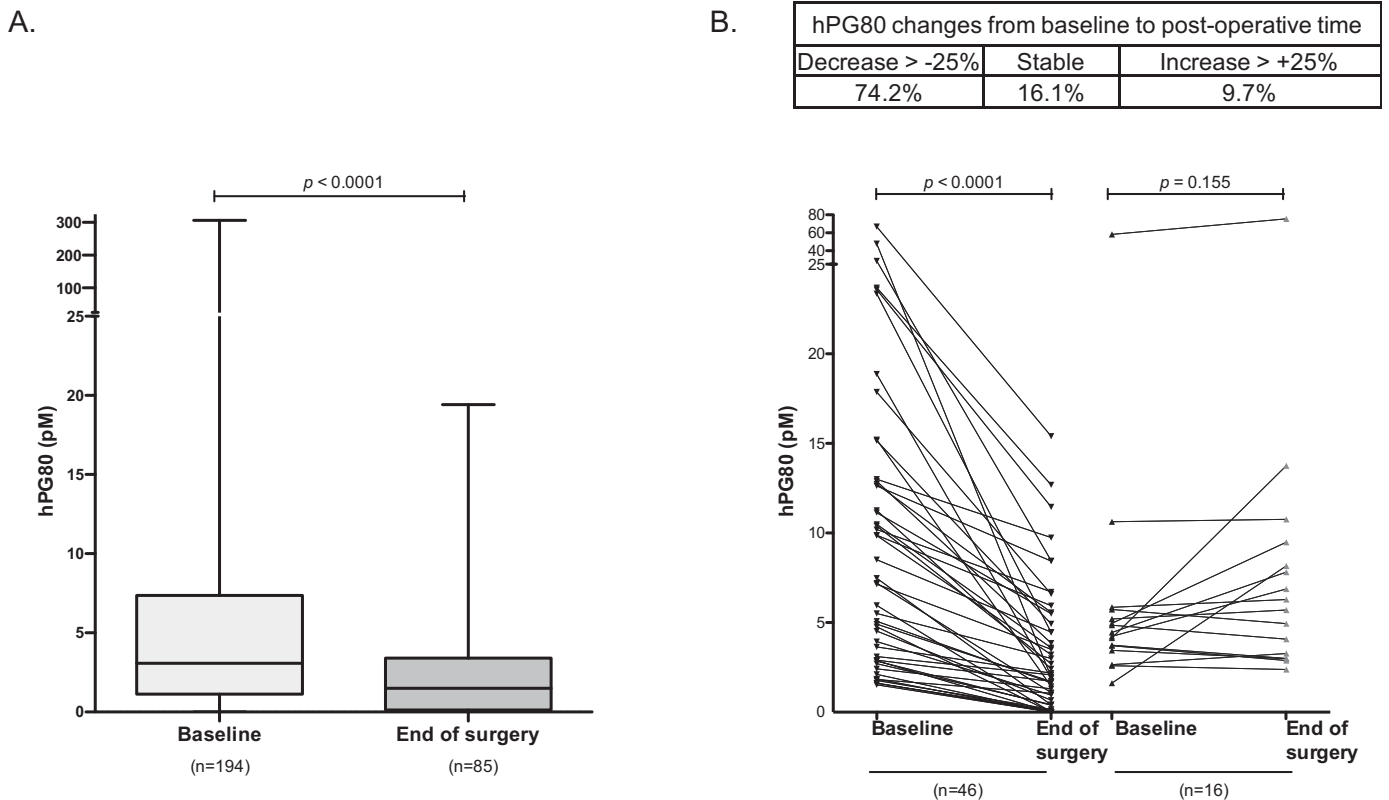 A.
B.
hPG80 changes from baseline to post-operative time
Decrease > -25% Stable Increase > +25%
74.2% 16.1% 9.7%
p < 0.0001
300
200
100
25
20
15
10
5
0
hPG80 (pM)
Baseline End of surgery
(n=194) (n=85)
p < 0.0001 p = 0.155
80
60
40
25
20
15
10
5
0
hPG80 (pM)
Baseline End of Baseline End of
surgery surgery
(n=46) (n=16)